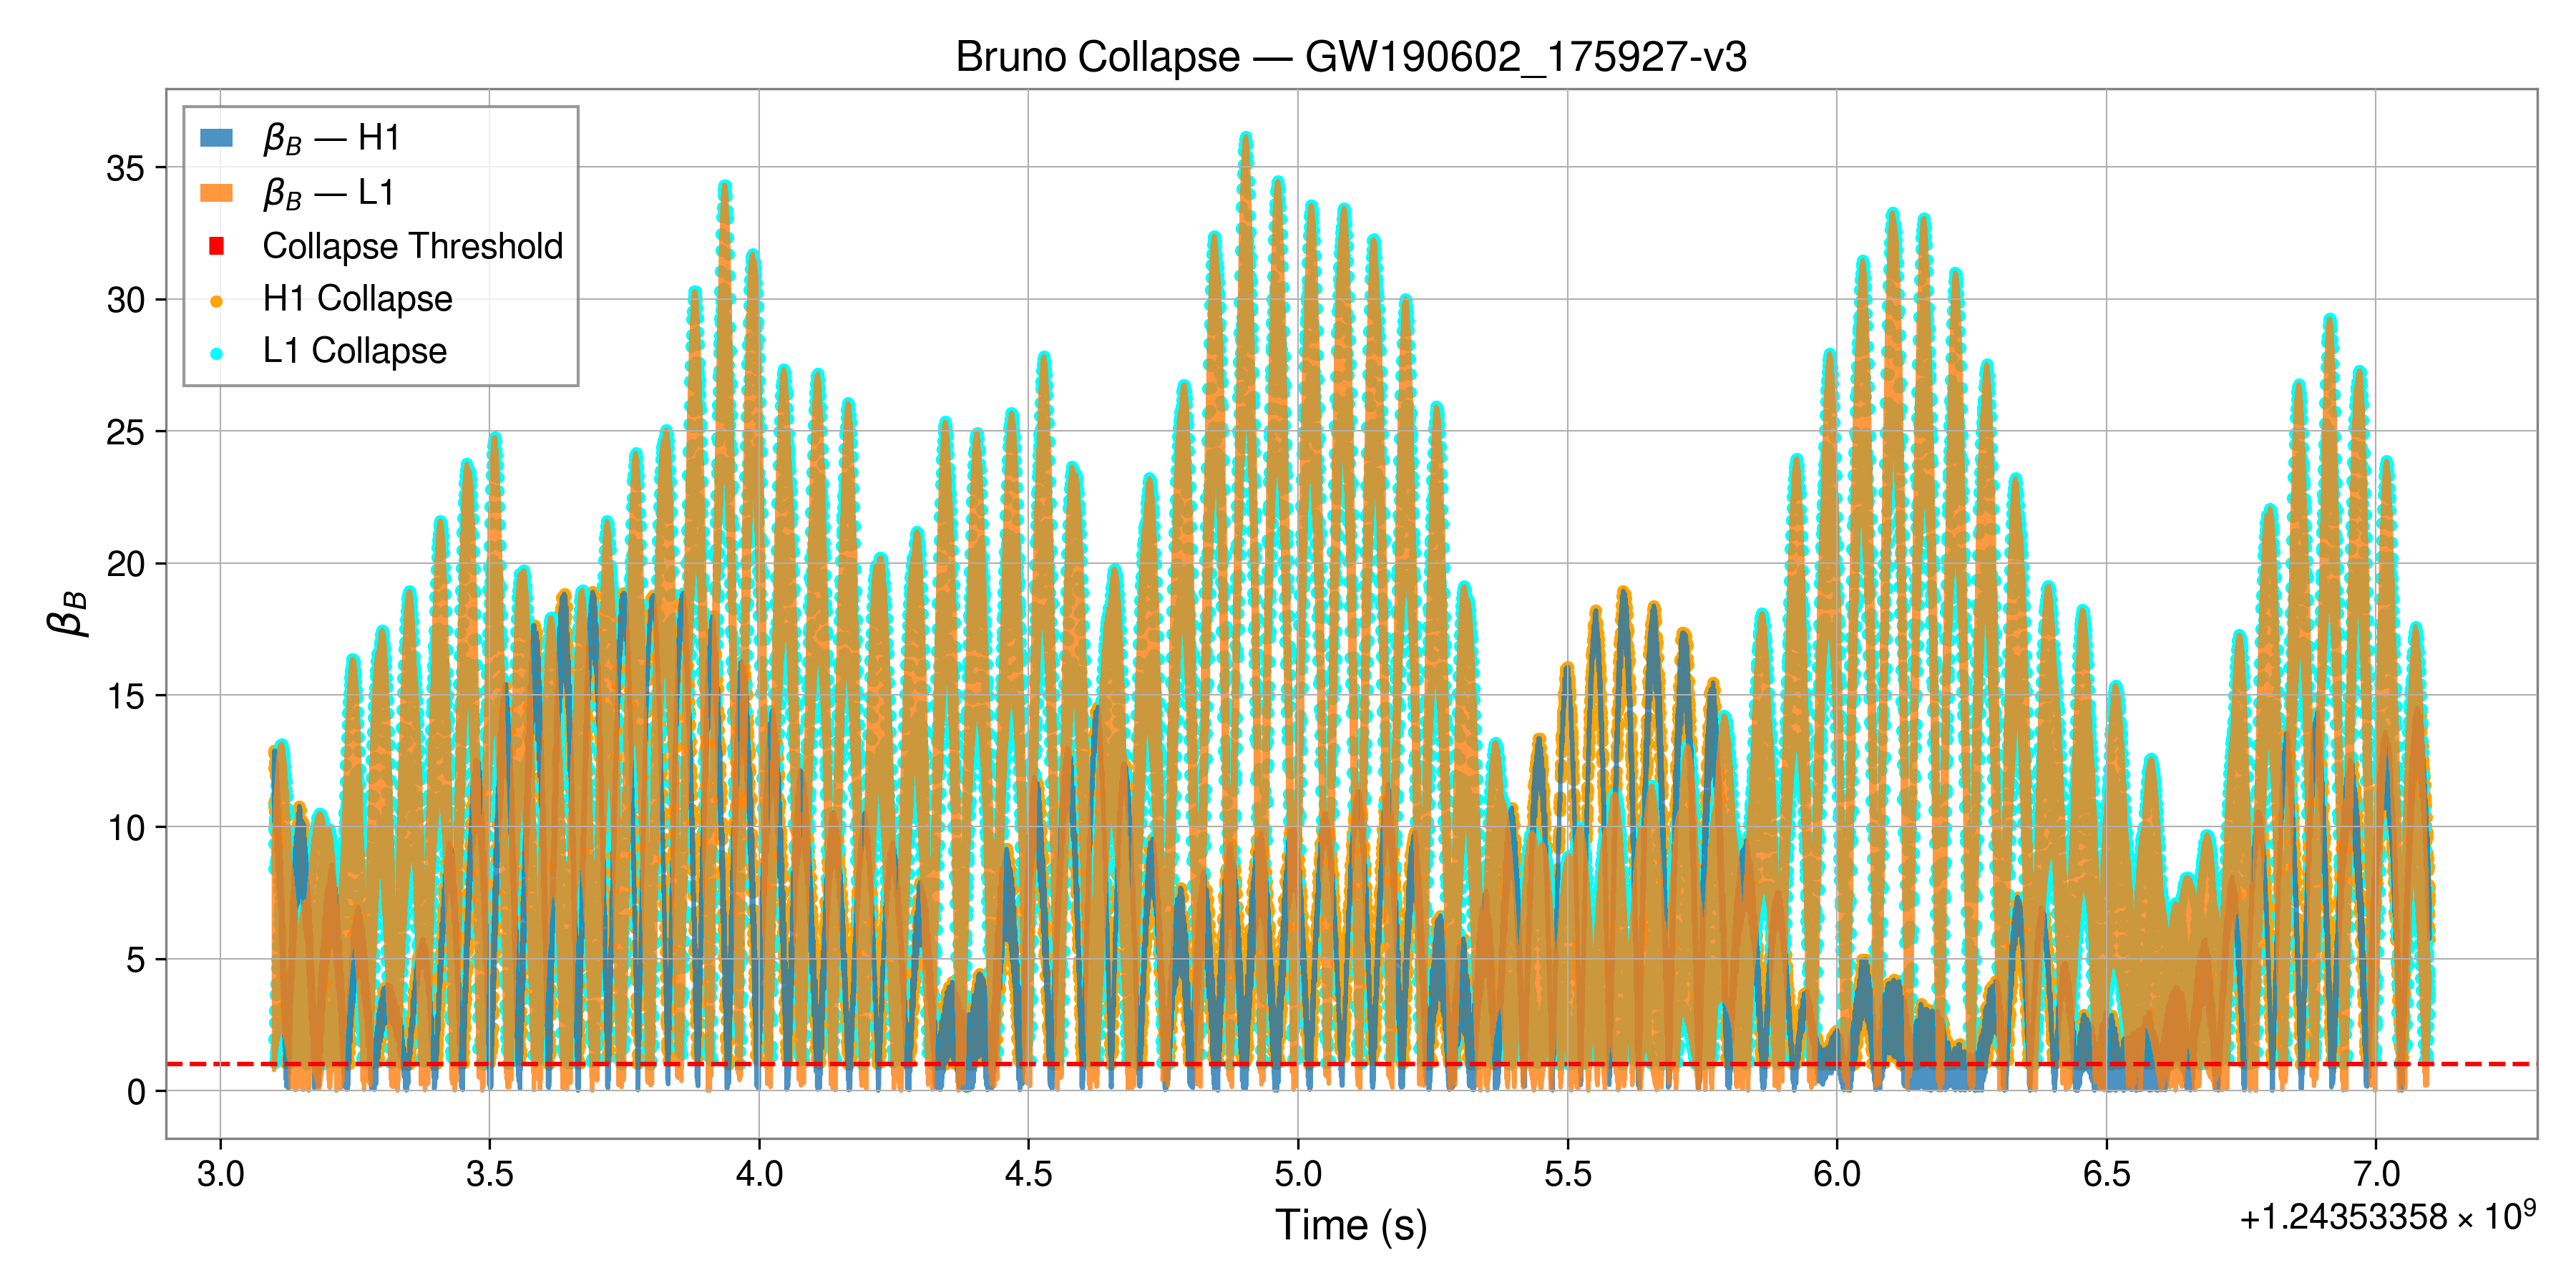 Bruno Collapse — GW190602_175927-v3
β_B — H1
β_B — L1
Collapse Threshold
H1 Collapse
L1 Collapse
β_B
35
30
25
20
15
10
5
0
3.0 3.5 4.0 4.5 5.0 5.5 6.0 6.5 7.0
+1.24353358 × 10⁹
Time (s)